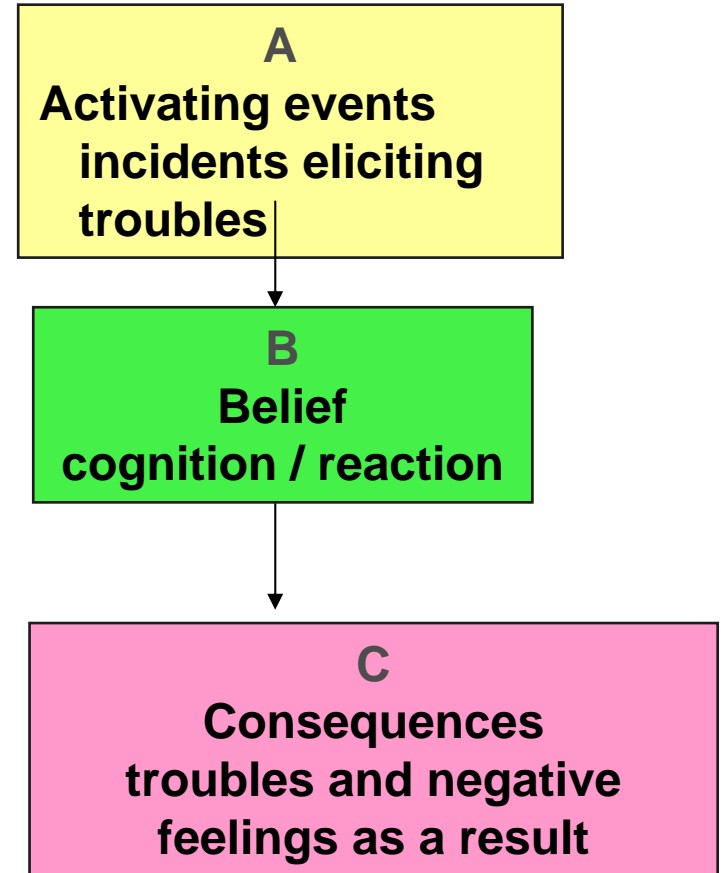 A
Activating events
incidents eliciting
troubles
B
Belief
cognition / reaction
C
Consequences
troubles and negative
feelings as a result